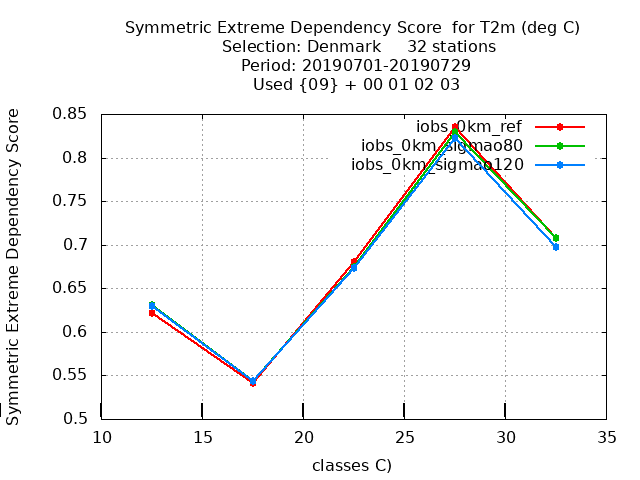 Symmetric Extreme Dependency Score  for T2m (deg C)
Selection: Denmark     32 stations
Period: 20190701-20190729
Used {09} + 00 01 02 03
Symmetric Extreme Dependency Score
0.85
0.8
0.75
0.7
0.65
0.6
0.55
0.5
iobs_0km_ref
iobs_0km_sigmao80
iobs_0km_sigmao120
10 15 20 25 30 35
classes C)